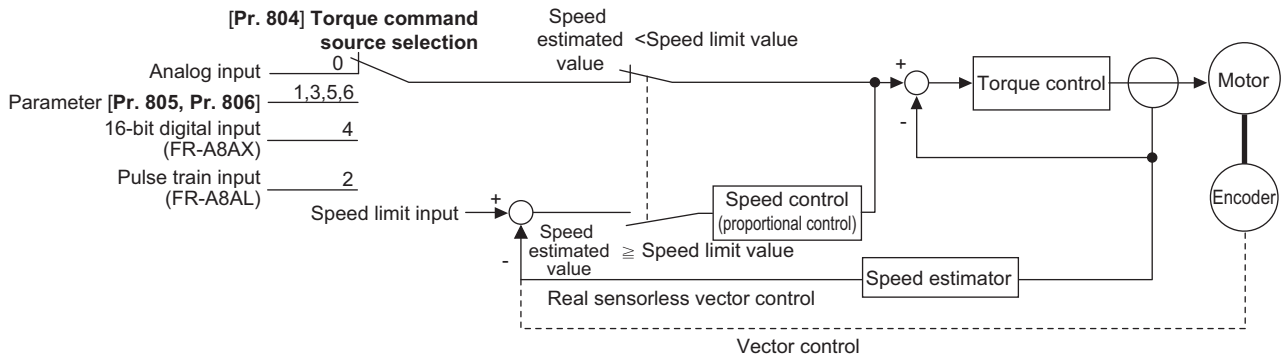 [Pr. 804] Torque command
source selection
Speed
estimated
value
<Speed limit value
Analog input
0
Parameter [Pr. 805, Pr. 806]
1,3,5,6
16-bit digital input
(FR-A8AX)
4
Pulse train input
(FR-A8AL)
2
+
-
Torque control
Motor
Encoder
Speed limit input
+
-
Speed control
(proportional control)
Speed
estimated
value
≧ Speed limit value
Speed estimator
Real sensorless vector control
Vector control